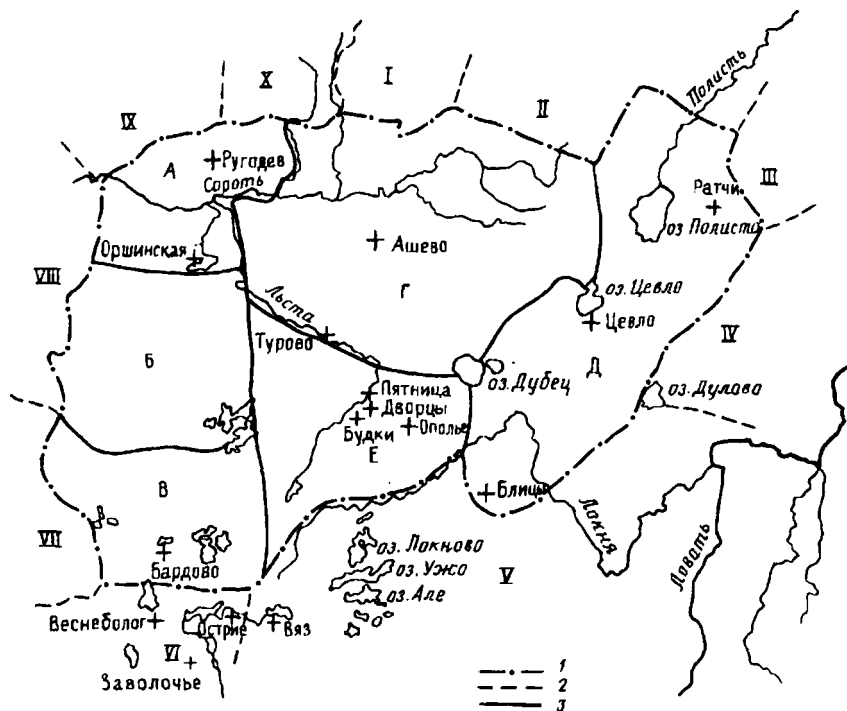 X
I
IX
II
Полисть
А
Ругодев
Сороть
Ратчи
III
оз Полисто
Оршинская
Ашево
VIII
Г
оз. Цевло
Льста
Цевло
IV
Турово
Д
Б
оз. Дубец
оз. Дулово
Пятница
Дворцы
Ополье
Будки
Е
В
Блицы
VII
Локня
Ловать
Бардово
оз. Локново
оз. Ужо
V
оз. Але
Веснеболог
Острие
Вяз
VI
1
2
Заволочье
3